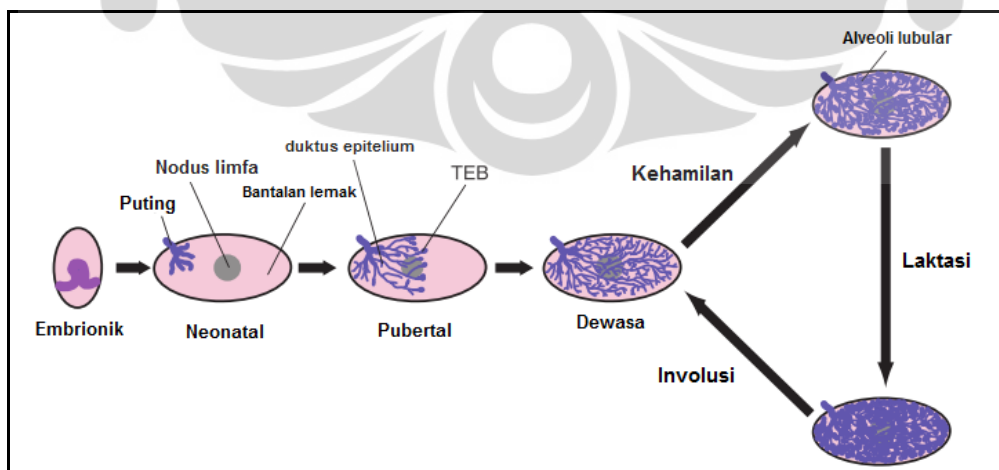 Alveoli lubular
duktus epitelium
Nodus limfa
TEB
Kehamilan
Bantalan lemak
Puting
Laktasi
Embrionik
Neonatal
Pubertal
Dewasa
Involusi